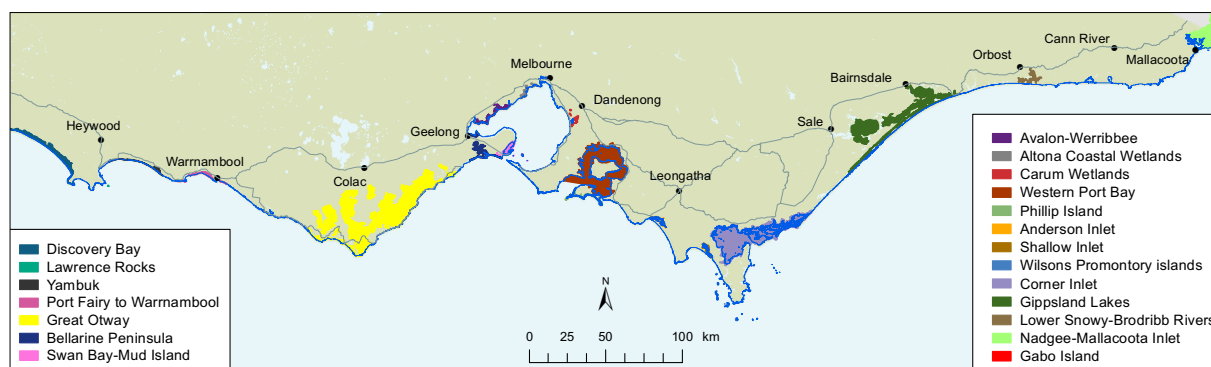 Cann River
Orbost
Mallacoota
Melbourne
Bairnsdale
Dandenong
Heywood
Geelong
Sale
Warrnambool
Colac
Leongatha
Discovery Bay
Lawrence Rocks
Yambuk
Port Fairy to Warrnambool
Great Otway
Bellarine Peninsula
Swan Bay-Mud Island
N
0 25 50 100 km
Avalon-Werribbee
Altona Coastal Wetlands
Carum Wetlands
Western Port Bay
Phillip Island
Anderson Inlet
Shallow Inlet
Wilsons Promontory islands
Corner Inlet
Gippsland Lakes
Lower Snowy-Brodribb Rivers
Nadgee-Mallacoota Inlet
Gabo Island